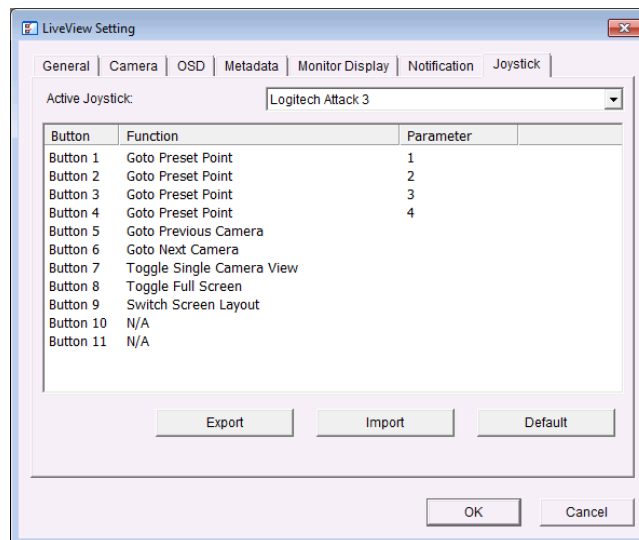 LiveView Setting
General Camera OSD Metadata Monitor Display Notification Joystick
Active Joystick: Logitech Attack 3
Button Function Parameter
Button 1 Goto Preset Point 1
Button 2 Goto Preset Point 2
Button 3 Goto Preset Point 3
Button 4 Goto Preset Point 4
Button 5 Goto Previous Camera
Button 6 Goto Next Camera
Button 7 Toggle Single Camera View
Button 8 Toggle Full Screen
Button 9 Switch Screen Layout
Button 10 N/A
Button 11 N/A
Export Import Default
OK Cancel